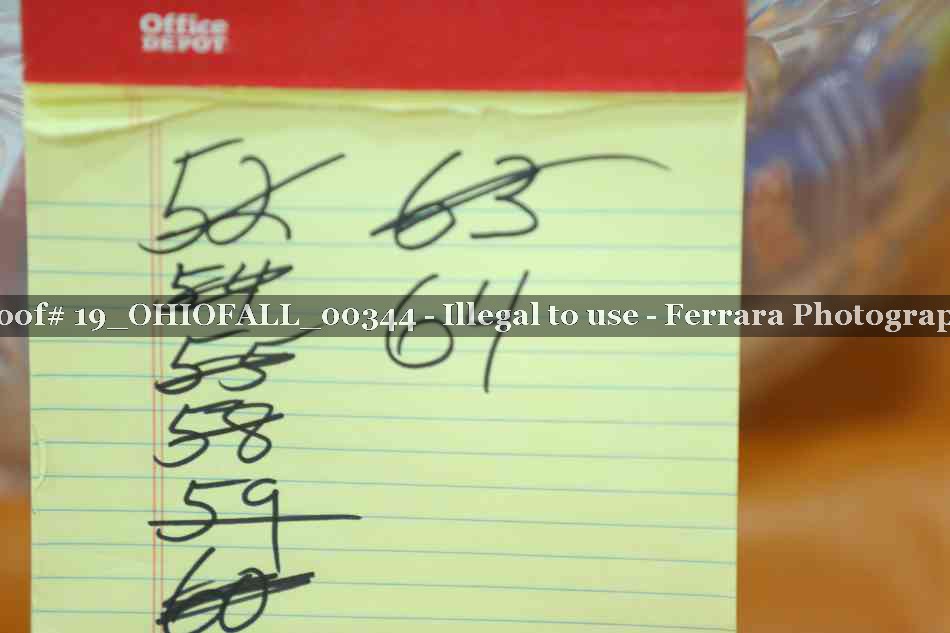 Office
DEPOT
52
54
55
58
59
60
63
64
oof# 19_OHIOFALL_00344 - Illegal to use - Ferrara Photograp